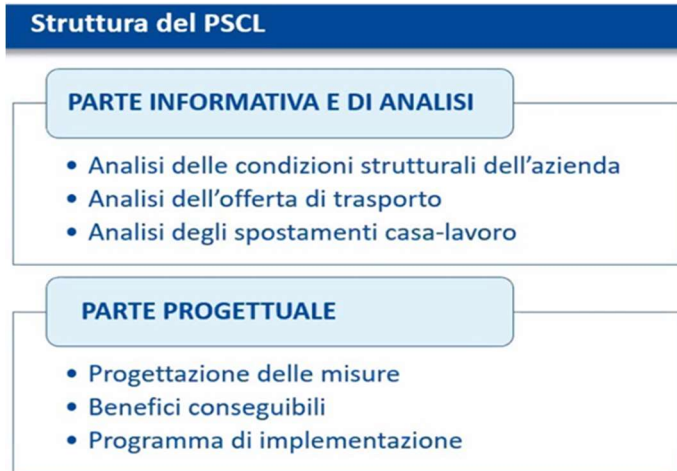 Struttura del PSCL
PARTE INFORMATIVA E DI ANALISI
• Analisi delle condizioni strutturali dell'azienda
• Analisi dell'offerta di trasporto
• Analisi degli spostamenti casa-lavoro
PARTE PROGETTUALE
• Progettazione delle misure
• Benefici conseguibili
• Programma di implementazione